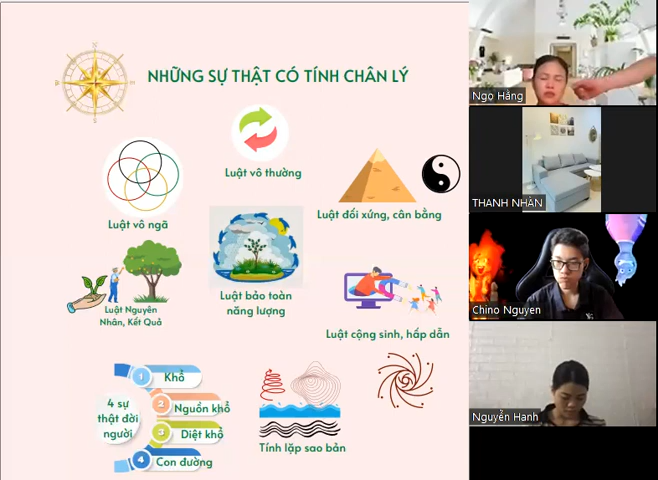 NHỮNG SỰ THẬT CÓ TÍNH CHÂN LÝ
Luật vô thường
Luật đối xứng, cân bằng
Luật vô ngã
Luật bảo toàn
năng lượng
Luật Nguyên
Nhân, Kết Quả
Luật cộng sinh, hấp dẫn
4 sự
thật đời
người
1 Khổ
2 Nguồn khổ
3 Diệt khổ
4 Con đường
Tính lặp sao bản
Ngọ Hằng
THANH NHÀN
Chino Nguyen
Nguyễn Hạnh